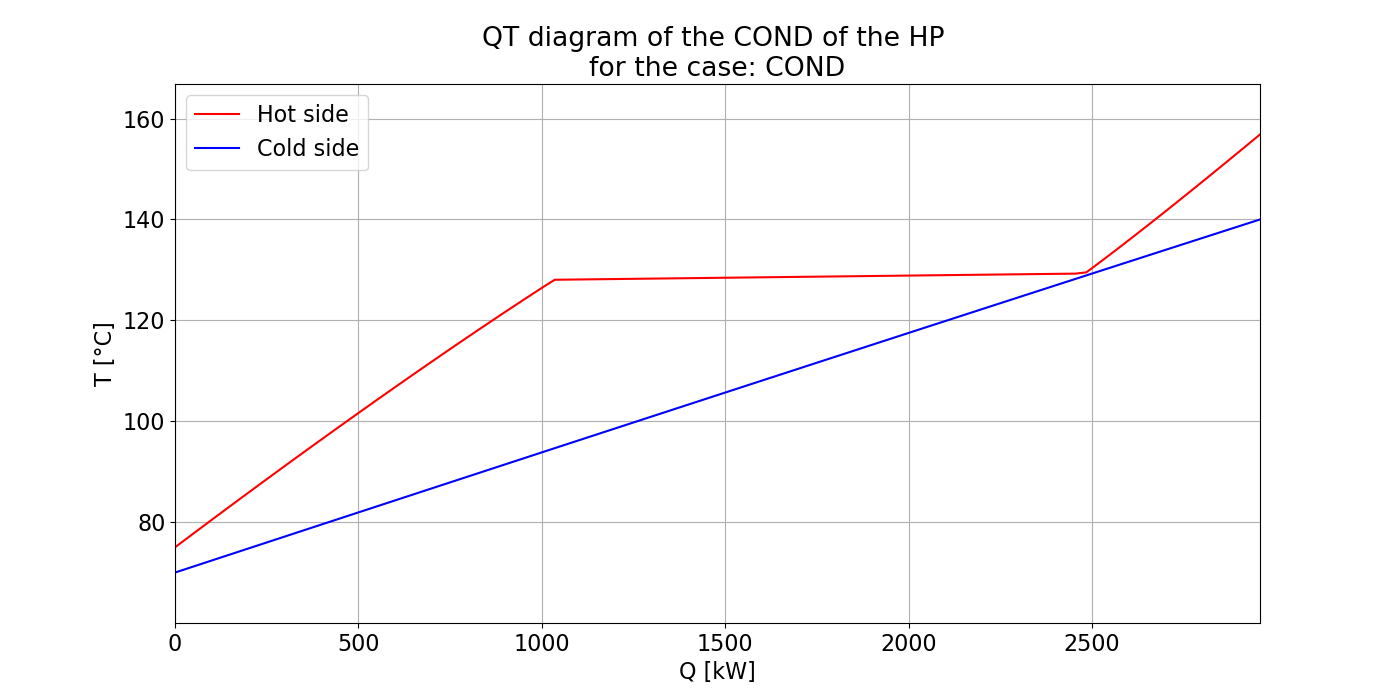 QT diagram of the COND of the HP
for the case: COND
Hot side
Cold side
T [°C]
160
140
120
100
80
0 500 1000 1500 2000 2500
Q [kW]